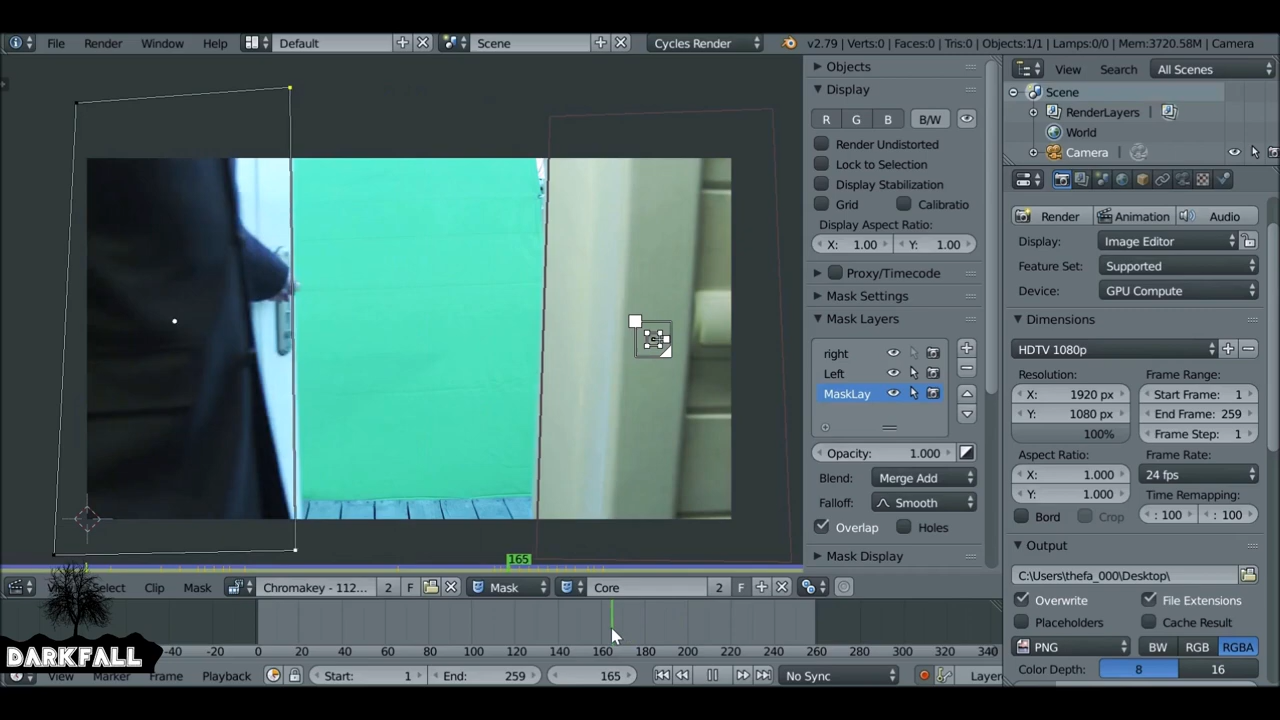 File Render Window Help Default Scene Cycles Render v2.79 | Verts:0 | Faces:0 | Tris:0 | Objects:1/1 | Lamps:0/0 | Mem:3720.58M | Camera
Objects
Display
R G B B/W
Render Undistorted
Lock to Selection
Display Stabilization
Grid Calibratio
Display Aspect Ratio:
X: 1.00 Y: 1.00
Proxy/Timecode
Mask Settings
Mask Layers
right
Left
MaskLay
Opacity: 1.000
Blend: Merge Add
Falloff: Smooth
Overlap Holes
Mask Display
View Search All Scenes
Scene
RenderLayers
World
Camera
Render Animation Audio
Display: Image Editor
Feature Set: Supported
Device: GPU Compute
Dimensions
HDTV 1080p
Resolution: Frame Range:
X: 1920 px Start Frame: 1
Y: 1080 px End Frame: 259
100% Frame Step: 1
Aspect Ratio: Frame Rate:
X: 1.000 24 fps
Y: 1.000 Time Remapping:
Bord Crop : 100 : 100
Output
C:\Users\thefa_000\Desktop\
Overwrite File Extensions
Placeholders Cache Result
PNG BW RGB RGBA
Color Depth: 8 16
165
Select Clip Mask Chromakey - 112... 2 F Mask Core 2 F
-40 -20 0 20 40 60 80 100 120 140 160 180 200 220 240 260 280 300 320 340
View Marker Frame Playback Start: 1 End: 259 165 No Sync Layer
DARKFALL